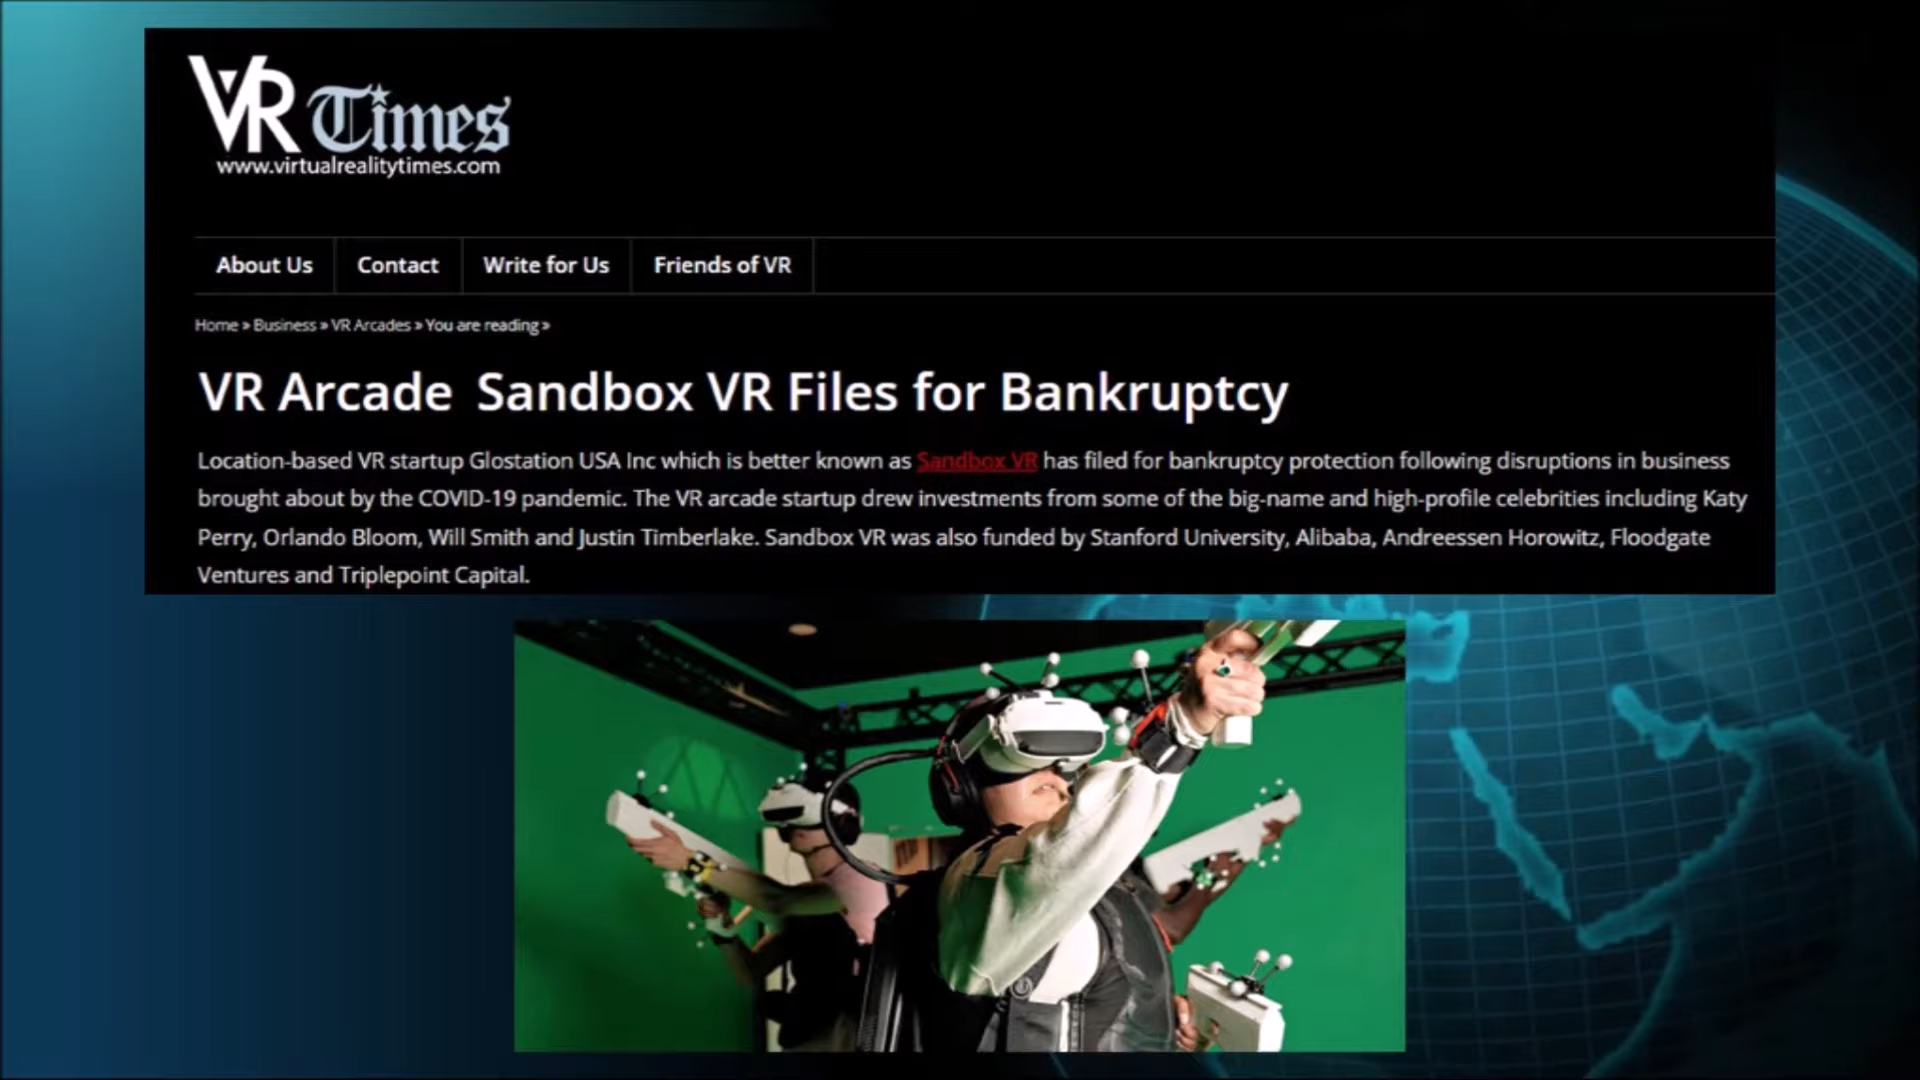 VR Times
www.virtualrealitytimes.com
About Us
Contact
Write for Us
Friends of VR
Home » Business » VR Arcades » You are reading »
VR Arcade Sandbox VR Files for Bankruptcy
Location-based VR startup Glostation USA Inc which is better known as Sandbox VR has filed for bankruptcy protection following disruptions in business
brought about by the COVID-19 pandemic. The VR arcade startup drew investments from some of the big-name and high-profile celebrities including Katy
Perry, Orlando Bloom, Will Smith and Justin Timberlake. Sandbox VR was also funded by Stanford University, Alibaba, Andreessen Horowitz, Floodgate
Ventures and Triplepoint Capital.